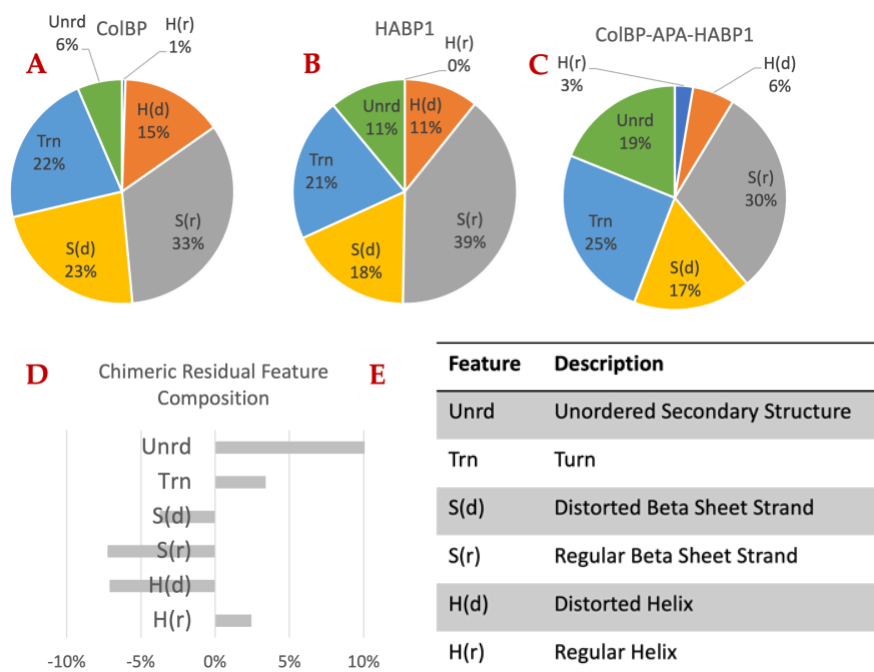 A
ColBP
Unrd
6%
H(r)
1%
H(d)
15%
S(r)
33%
S(d)
23%
Trn
22%
B
HABP1
H(r)
0%
Unrd
11%
H(d)
11%
S(r)
39%
S(d)
18%
Trn
21%
C
ColBP-APA-HABP1
H(r)
3%
H(d)
6%
Unrd
19%
S(r)
30%
Trn
25%
S(d)
17%
D
Chimeric Residual Feature
Composition
Unrd
Trn
S(d)
S(r)
H(d)
H(r)
-10% -5% 0% 5% 10%
E
Feature Description
Unrd Unordered Secondary Structure
Trn Turn
S(d) Distorted Beta Sheet Strand
S(r) Regular Beta Sheet Strand
H(d) Distorted Helix
H(r) Regular Helix